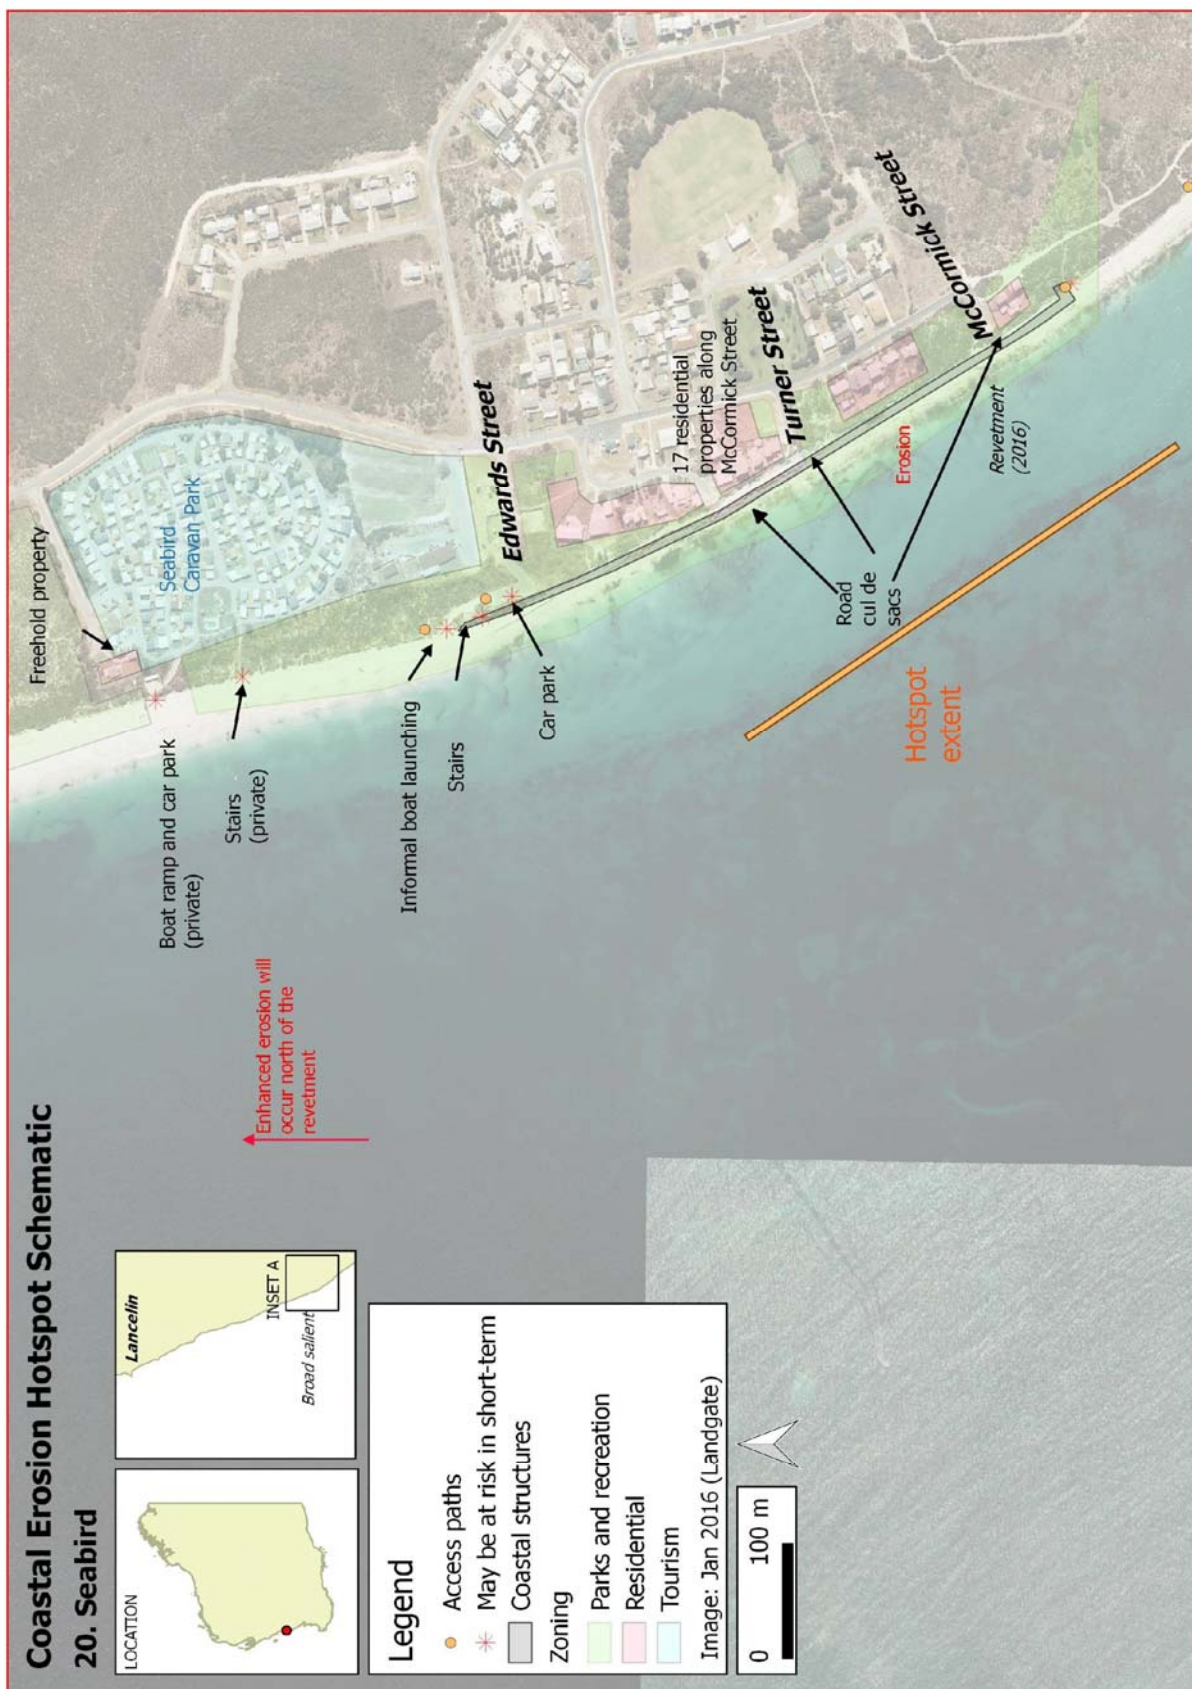 Coastal Erosion Hotspot Schematic
20. Seabird
LOCATION
Lancelin
INSET A
Broad salient
Legend
Access paths
May be at risk in short-term
Coastal structures
Zoning
Parks and recreation
Residential
Tourism
Image: Jan 2016 (Landgate)
0
100 m
Enhanced erosion will
occur north of the
revetment
Boat ramp and car park
(private)
Stairs
(private)
Informal boat launching
Stairs
Car park
Freehold property
Seabird
Caravan Park
Edwards Street
17 residential
properties along
McCormick Street
Turner Street
McCormick Street
Road
cul de
sacs
Erosion
Revetment
(2016)
Hotspot
extent